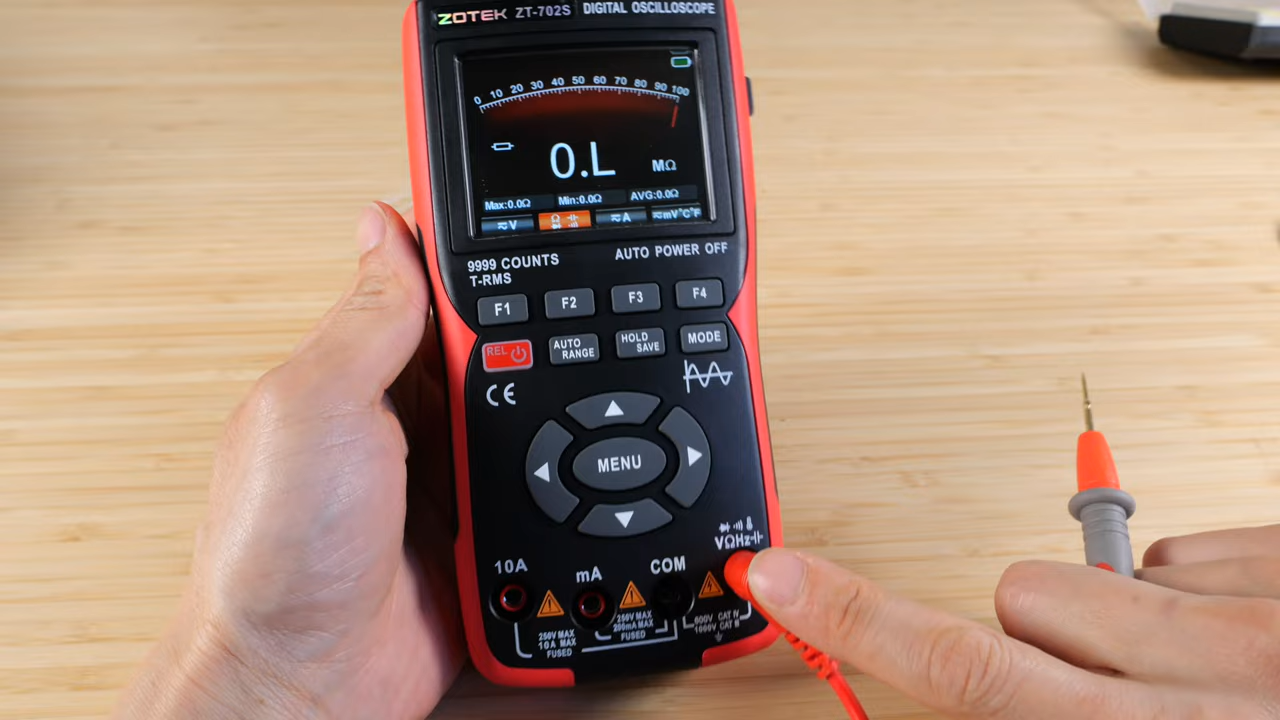 ZOTEK ZT-702S DIGITAL OSCILLOSCOPE
0 10 20 30 40 50 60 70 80 90 100
0.L MΩ
Max:0.0Ω Min:0.0Ω AVG:0.0Ω
≂V Ω ≂A ≂mV°C°F
9999 COUNTS AUTO POWER OFF
T-RMS
F1 F2 F3 F4
REL AUTO RANGE HOLD SAVE MODE
CE
MENU
VΩHz
10A mA COM
250V MAX
10A MAX
FUSED
250V MAX
200mA MAX
FUSED
600V CAT IV
1000V CAT III